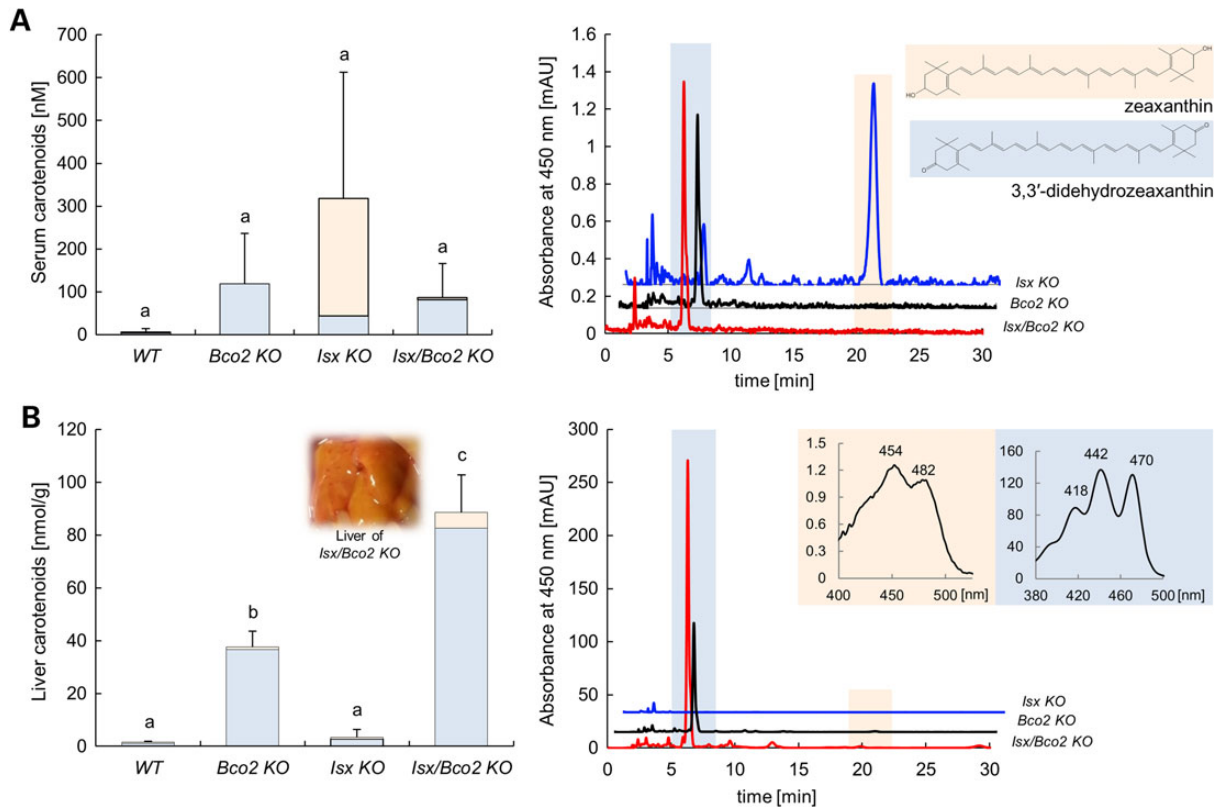 A
Serum carotenoids [nM]
700
600
500
400
300
200
100
0
a
a
a
a
WT
Bco2 KO
Isx KO
Isx/Bco2 KO
Absorbance at 450 nm [mAU]
1.6
1.4
1.2
1
0.8
0.6
0.4
0.2
0
0
5
10
15
20
25
30
time [min]
Isx KO
Bco2 KO
Isx/Bco2 KO
OH
HO
zeaxanthin
O
O
3,3′-didehydrozeaxanthin
B
Liver carotenoids [nmol/g]
120
100
80
60
40
20
0
a
b
a
c
Liver of
Isx/Bco2 KO
WT
Bco2 KO
Isx KO
Isx/Bco2 KO
Absorbance at 450 nm [mAU]
300
250
200
150
100
50
0
0
5
10
15
20
25
30
time [min]
Isx KO
Bco2 KO
Isx/Bco2 KO
1.5
1.2
0.9
0.6
0.3
0
454
482
400
450
500
[nm]
160
120
80
40
0
418
442
470
380
420
460
500
[nm]